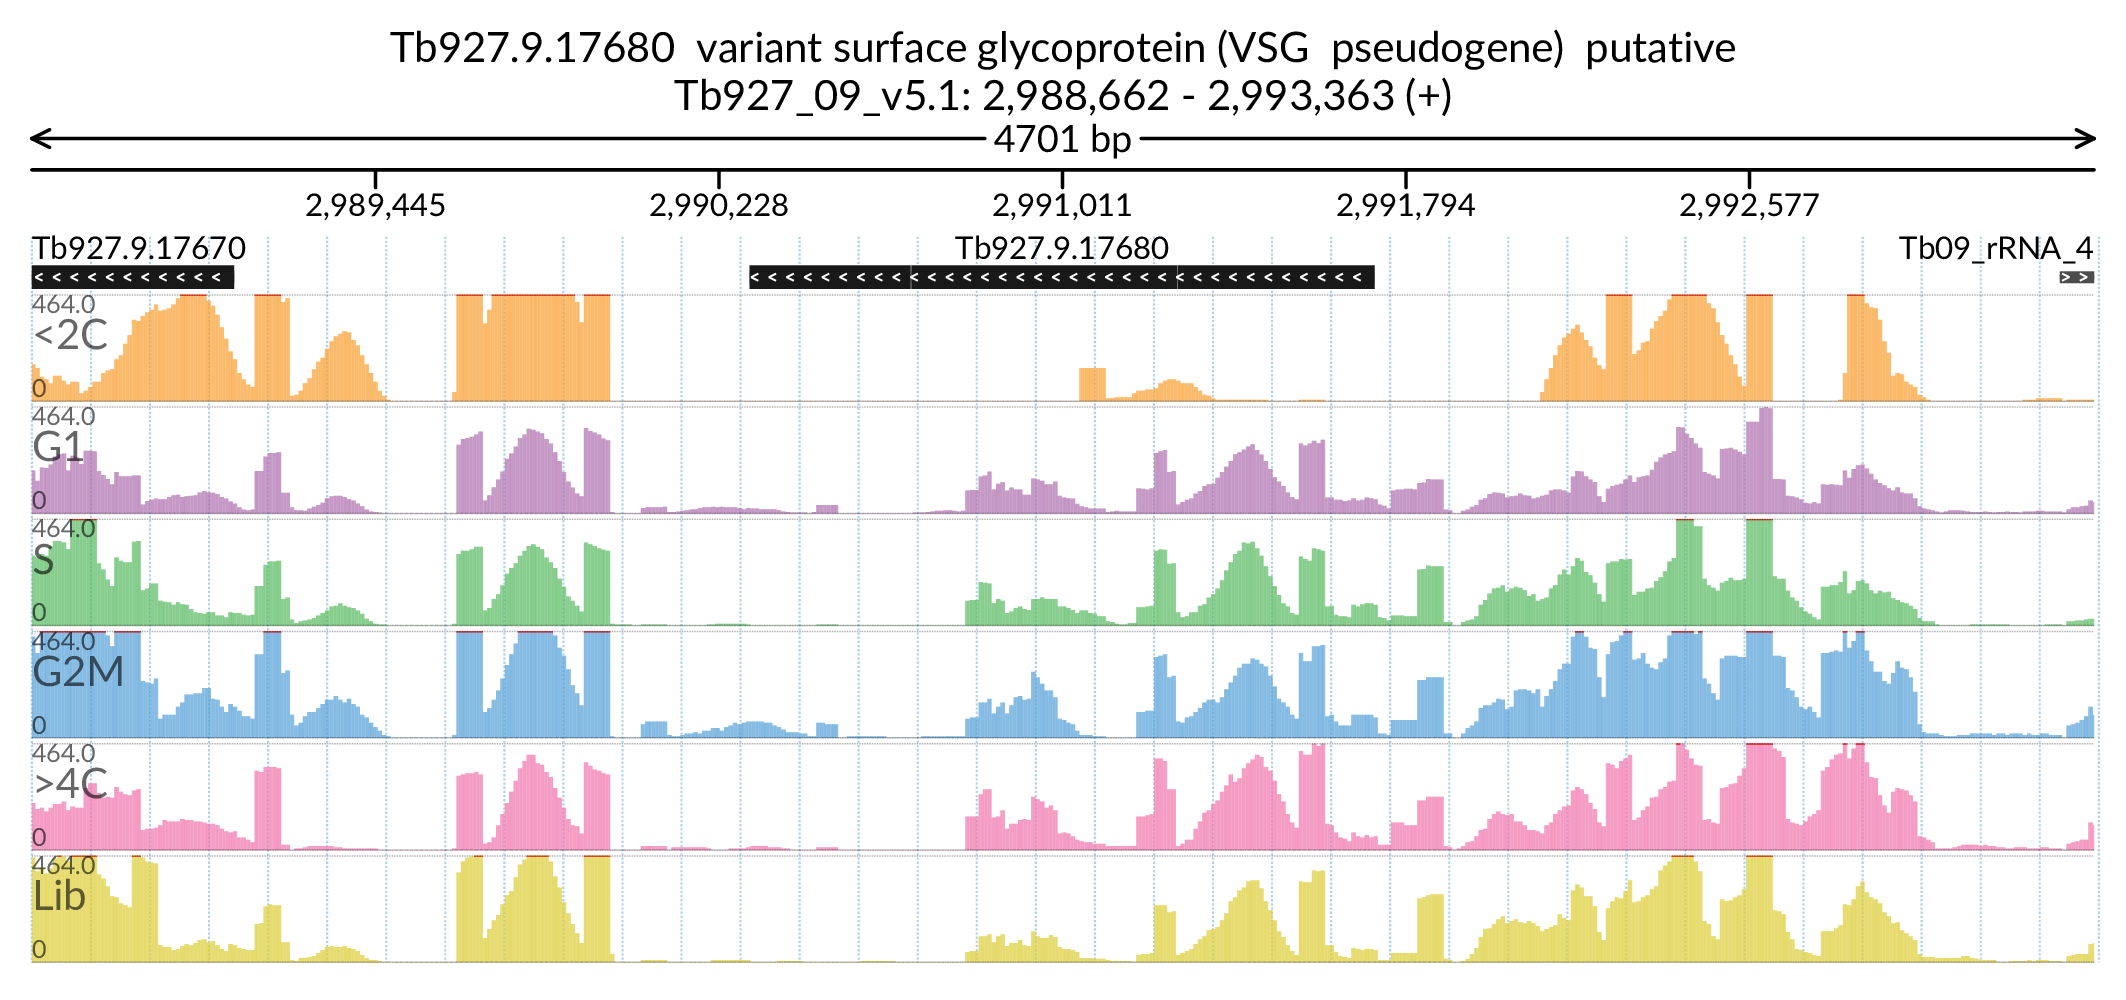 Tb927.9.17680  variant surface glycoprotein (VSG  pseudogene)  putative
Tb927_09_v5.1: 2,988,662 - 2,993,363 (+)
4701 bp
2,989,445 2,990,228 2,991,011 2,991,794 2,992,577
Tb927.9.17670 Tb927.9.17680 Tb09_rRNA_4
464.0
<2C
0
464.0
G1
0
464.0
S
0
464.0
G2M
0
464.0
>4C
0
464.0
Lib
0